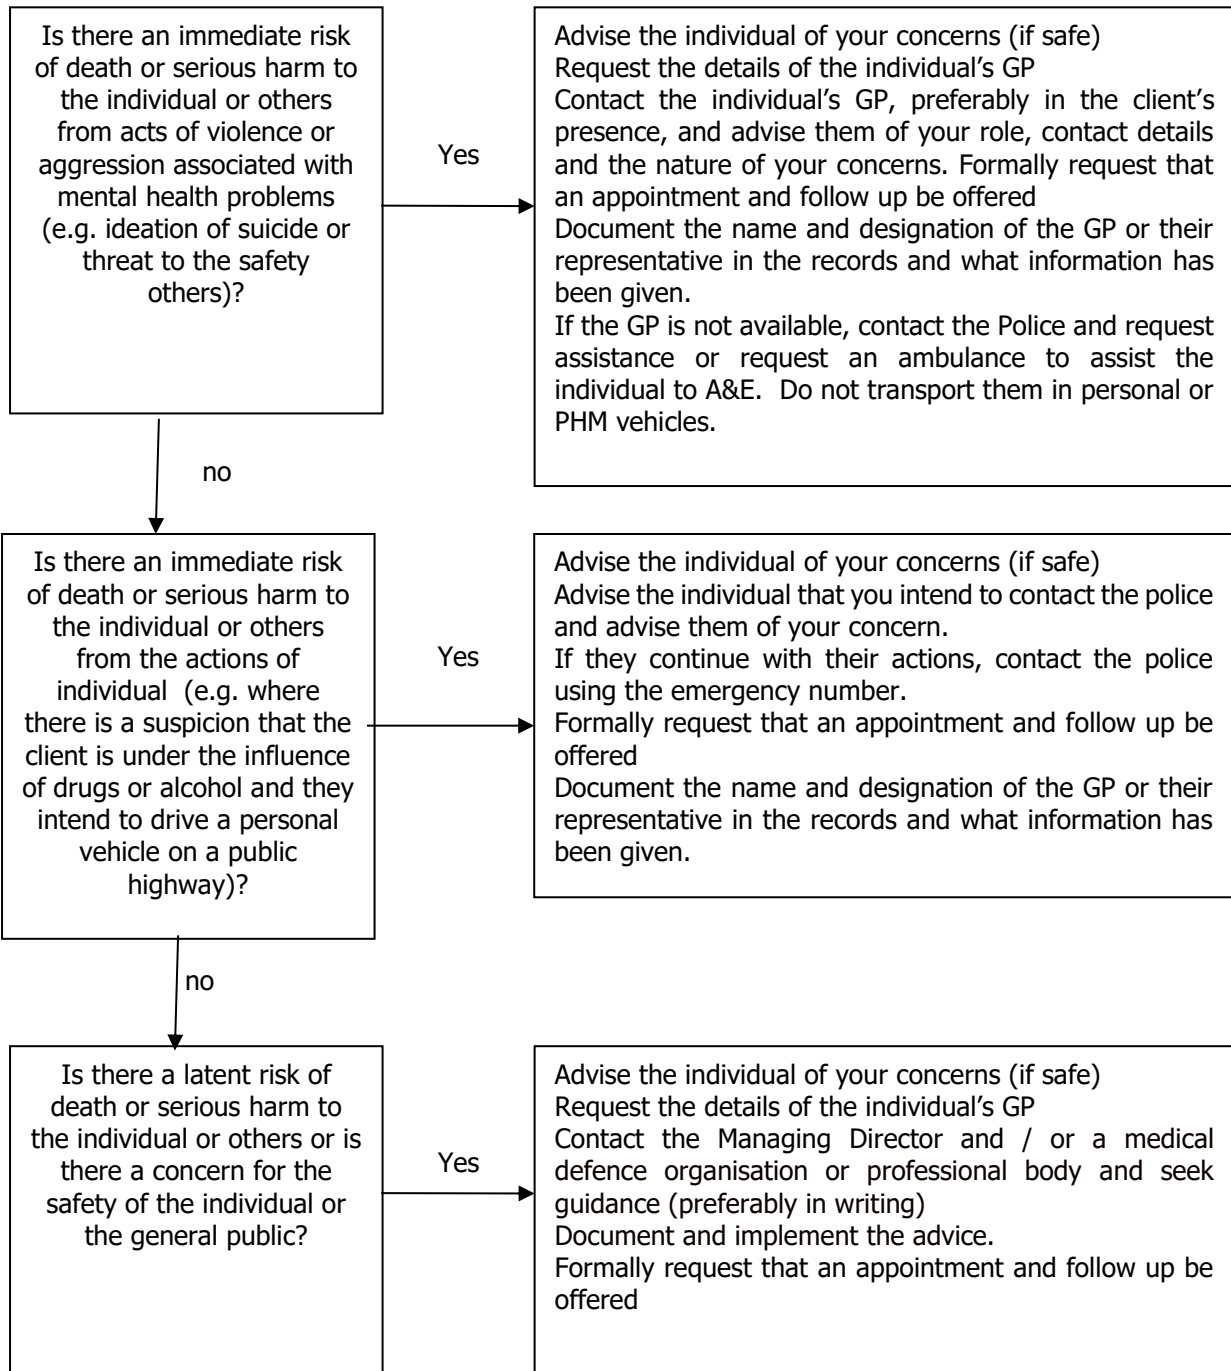 Is there an immediate risk
of death or serious harm to
the individual or others
from acts of violence or
aggression associated with
mental health problems
(e.g. ideation of suicide or
threat to the safety
others)?
Yes
Advise the individual of your concerns (if safe)
Request the details of the individual's GP
Contact the individual's GP, preferably in the client's
presence, and advise them of your role, contact details
and the nature of your concerns. Formally request that
an appointment and follow up be offered
Document the name and designation of the GP or their
representative in the records and what information has
been given.
If the GP is not available, contact the Police and request
assistance or request an ambulance to assist the
individual to A&E. Do not transport them in personal or
PHM vehicles.
no
Is there an immediate risk
of death or serious harm to
the individual or others
from the actions of
individual (e.g. where
there is a suspicion that the
client is under the influence
of drugs or alcohol and they
intend to drive a personal
vehicle on a public
highway)?
Yes
Advise the individual of your concerns (if safe)
Advise the individual that you intend to contact the police
and advise them of your concern.
If they continue with their actions, contact the police
using the emergency number.
Formally request that an appointment and follow up be
offered
Document the name and designation of the GP or their
representative in the records and what information has
been given.
no
Is there a latent risk of
death or serious harm to
the individual or others or is
there a concern for the
safety of the individual or
the general public?
Yes
Advise the individual of your concerns (if safe)
Request the details of the individual's GP
Contact the Managing Director and / or a medical
defence organisation or professional body and seek
guidance (preferably in writing)
Document and implement the advice.
Formally request that an appointment and follow up be
offered